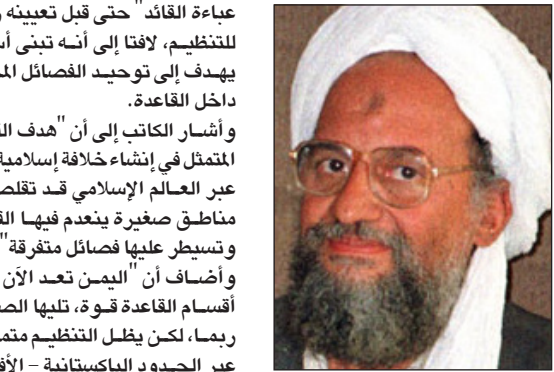 عباءة القائد" حتى قبل تعيينه
للتنظيم، لافتا إلى أنه تبنى
يهدف إلى توحيد الفصائل
داخل القاعدة.
وأشار الكاتب إلى أن "هدف
المتمثل في إنشاء خلافة إسلامية
عبر العالم الإسلامي قد تقلص
مناطق صغيرة ينعدم فيها
وتسيطر عليها فصائل متفرقة"
وأضاف أن "اليمن تعد الآن
أقسام القاعدة قوة، تليها
ربما، لكن يظل التنظيم
عبر الحدود الباكستانية –